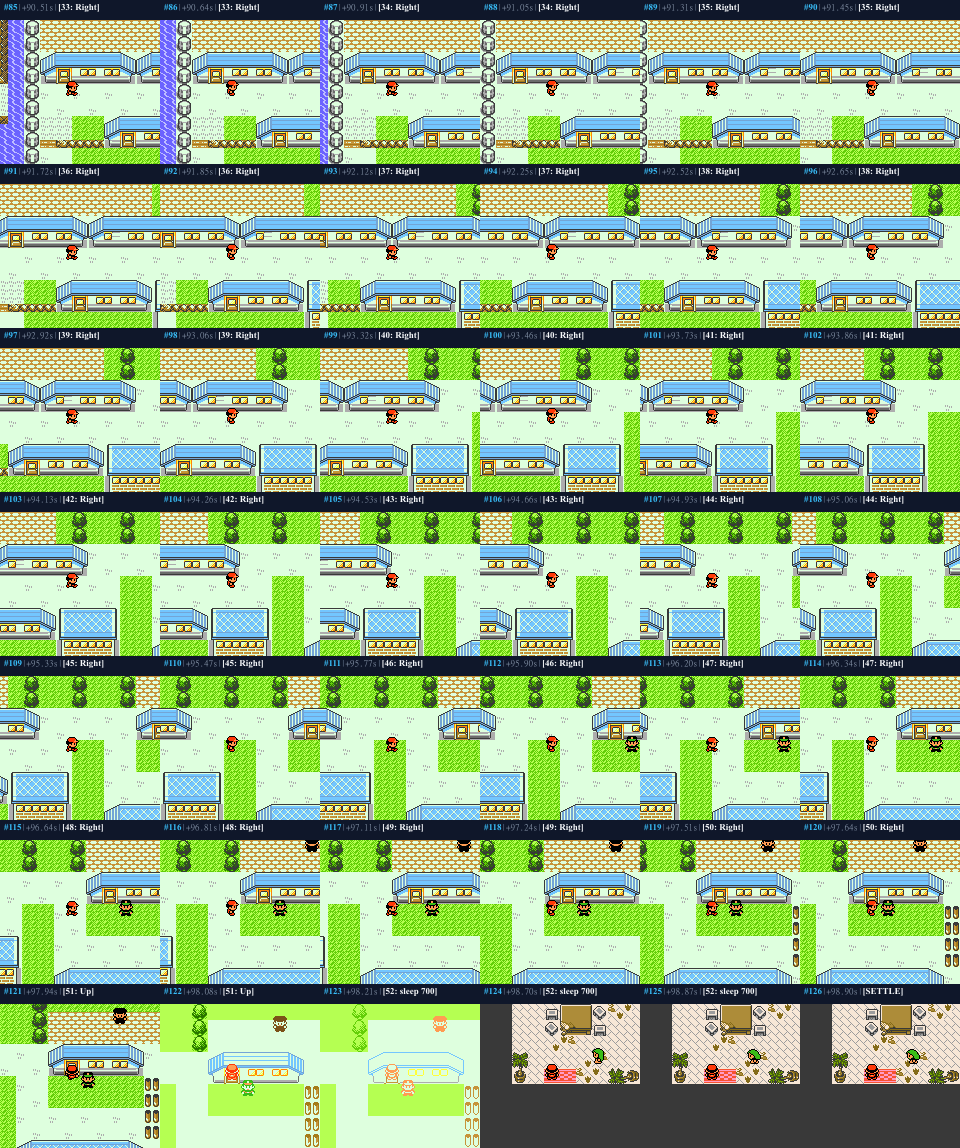 #85|+90.51s| [33: Right]
#86|+90.64s| [33: Right]
#87|+90.91s| [34: Right]
#88|+91.05s| [34: Right]
#89|+91.31s| [35: Right]
#90|+91.45s| [35: Right]
#91|+91.72s| [36: Right]
#92|+91.85s| [36: Right]
#93|+92.12s| [37: Right]
#94|+92.25s| [37: Right]
#95|+92.52s| [38: Right]
#96|+92.65s| [38: Right]
#97|+92.92s| [39: Right]
#98|+93.06s| [39: Right]
#99|+93.32s| [40: Right]
#100|+93.46s| [40: Right]
#101|+93.73s| [41: Right]
#102|+93.86s| [41: Right]
#103|+94.13s| [42: Right]
#104|+94.26s| [42: Right]
#105|+94.53s| [43: Right]
#106|+94.66s| [43: Right]
#107|+94.93s| [44: Right]
#108|+95.06s| [44: Right]
#109|+95.33s| [45: Right]
#110|+95.47s| [45: Right]
#111|+95.77s| [46: Right]
#112|+95.90s| [46: Right]
#113|+96.20s| [47: Right]
#114|+96.34s| [47: Right]
#115|+96.64s| [48: Right]
#116|+96.81s| [48: Right]
#117|+97.11s| [49: Right]
#118|+97.24s| [49: Right]
#119|+97.51s| [50: Right]
#120|+97.64s| [50: Right]
#121|+97.94s| [51: Up]
#122|+98.08s| [51: Up]
#123|+98.21s| [52: sleep 700]
#124|+98.70s| [52: sleep 700]
#125|+98.87s| [52: sleep 700]
#126|+98.90s| [SETTLE]